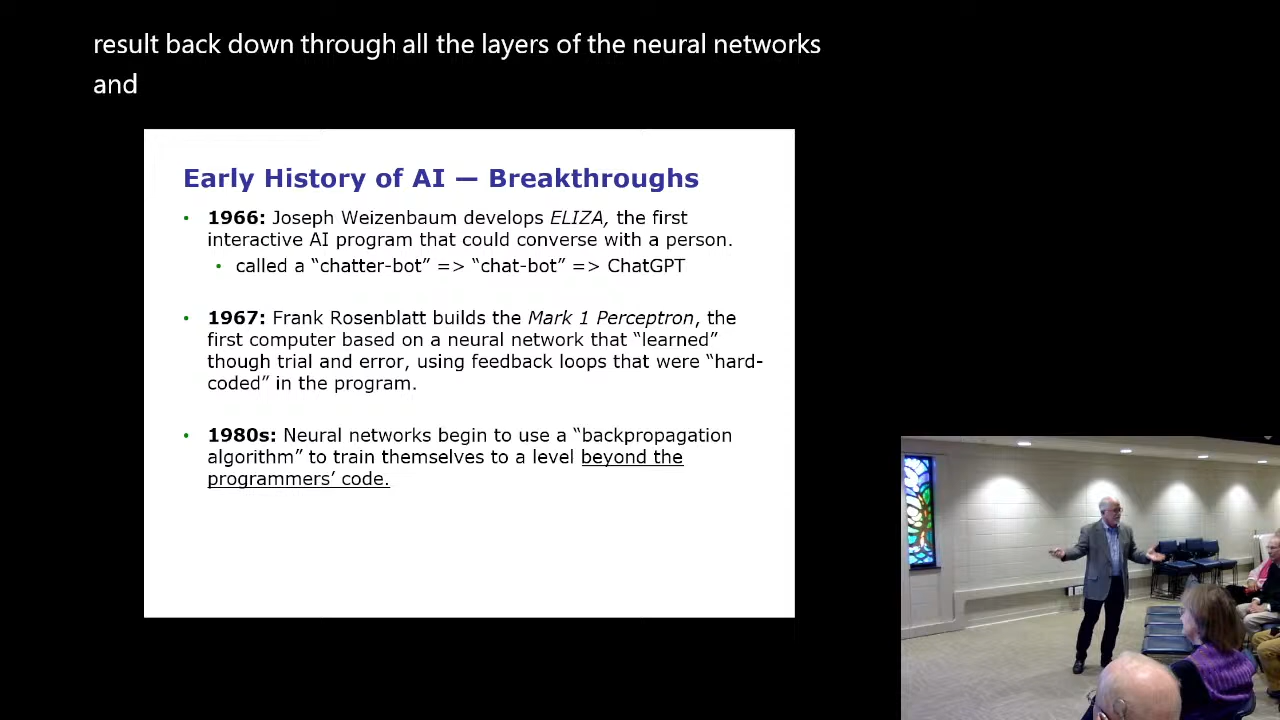 result back down through all the layers of the neural networks
and
Early History of AI — Breakthroughs
• 1966: Joseph Weizenbaum develops ELIZA, the first
interactive AI program that could converse with a person.
• called a “chatter-bot” => “chat-bot” => ChatGPT
• 1967: Frank Rosenblatt builds the Mark 1 Perceptron, the
first computer based on a neural network that “learned”
though trial and error, using feedback loops that were “hard-
coded” in the program.
• 1980s: Neural networks begin to use a “backpropagation
algorithm” to train themselves to a level beyond the
programmers’ code.